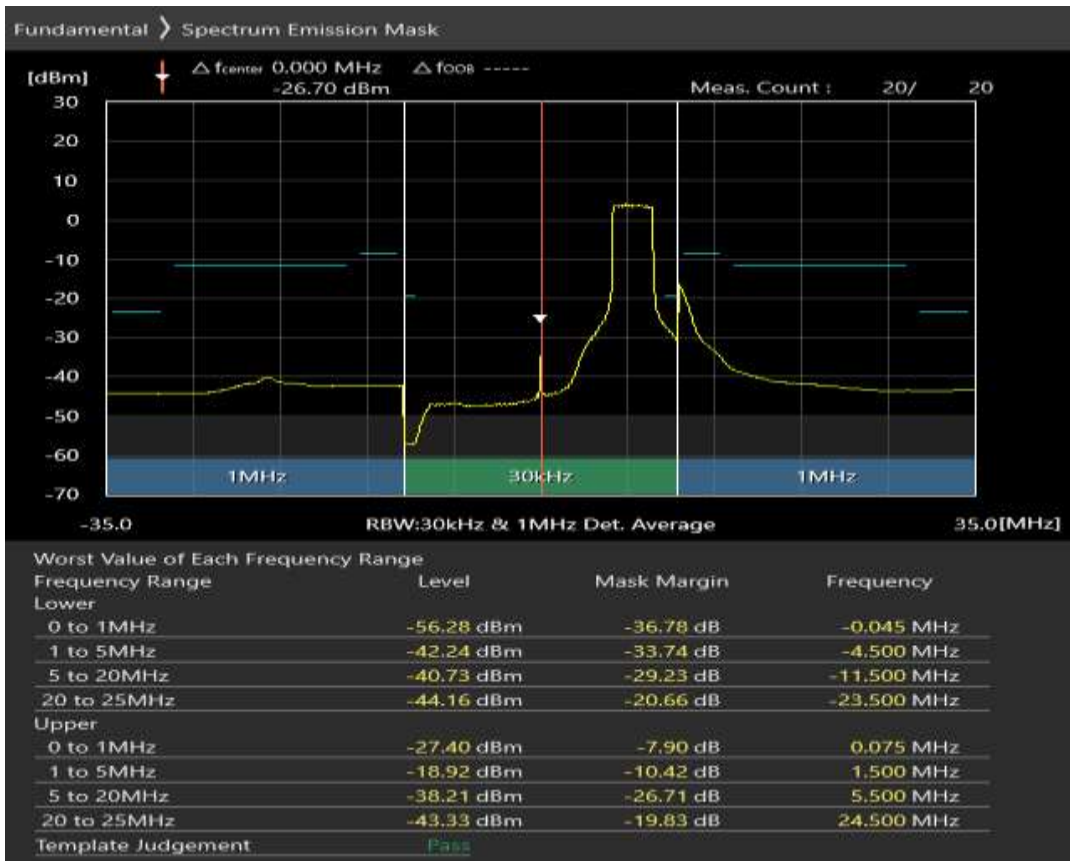 Fundamental ❭ Spectrum Emission Mask
[dBm] △ fcenter 0.000 MHz △ fOOB -----
-26.70 dBm Meas. Count : 20/ 20
30
20
10
0
-10
-20
-30
-40
-50
-60
-70
1MHz 30kHz 1MHz
-35.0 RBW:30kHz & 1MHz Det. Average 35.0[MHz]
Worst Value of Each Frequency Range
Frequency Range Level Mask Margin Frequency
Lower
0 to 1MHz -56.28 dBm -36.78 dB -0.045 MHz
1 to 5MHz -42.24 dBm -33.74 dB -4.500 MHz
5 to 20MHz -40.73 dBm -29.23 dB -11.500 MHz
20 to 25MHz -44.16 dBm -20.66 dB -23.500 MHz
Upper
0 to 1MHz -27.40 dBm -7.90 dB 0.075 MHz
1 to 5MHz -18.92 dBm -10.42 dB 1.500 MHz
5 to 20MHz -38.21 dBm -26.71 dB 5.500 MHz
20 to 25MHz -43.33 dBm -19.83 dB 24.500 MHz
Template Judgement Pass